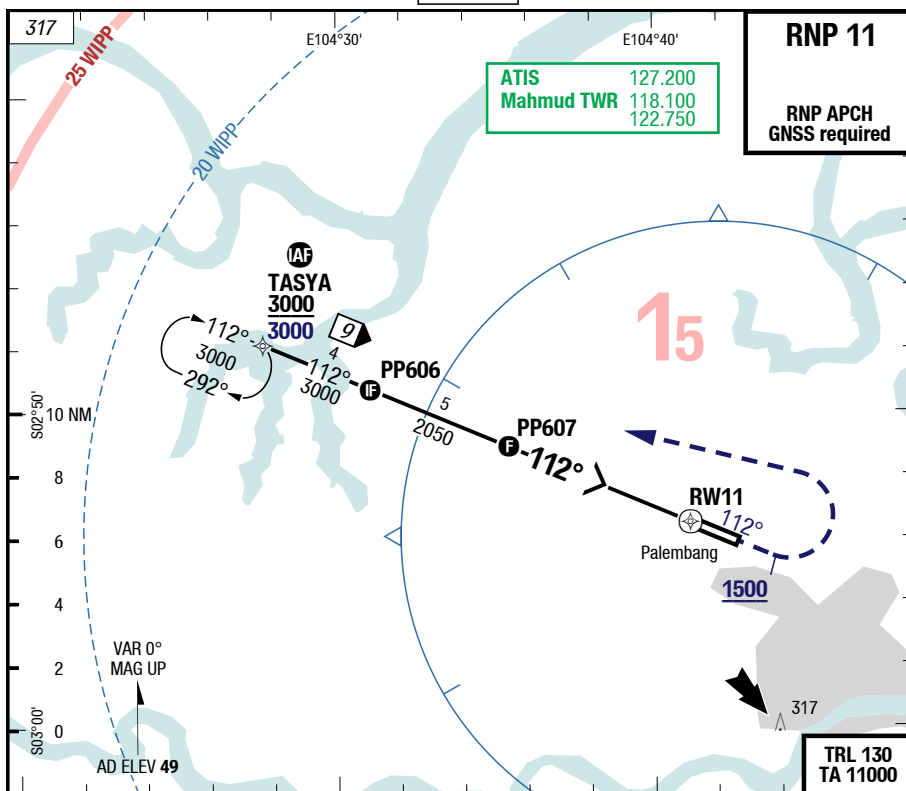 317
25 WIPP
20 WIPP
E104°30'
E104°40'
RNP 11
RNP APCH
GNSS required
ATIS 127.200
Mahmud TWR 118.100
122.750
IAF
TASYA
3000
3000
9
112°
3000
292°
4
112°
3000
IF
PP606
5
2050
F
PP607
112°
15
RW11
112°
Palembang
1500
S02°50'
10 NM
8
6
4
2
0
S03°00'
VAR 0°
MAG UP
AD ELEV 49
317
TRL 130
TA 11000